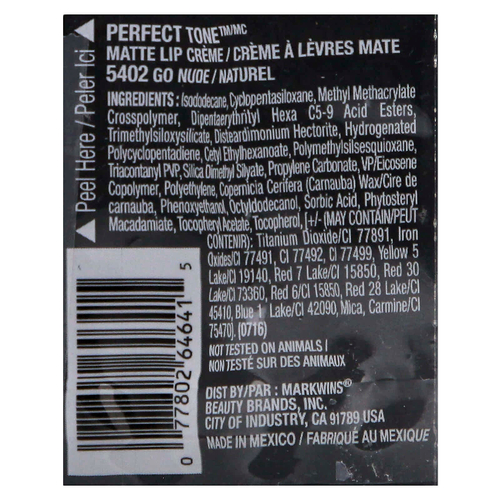 PERFECT TONE™/MC
MATTE LIP CRÈME / CRÈME À LÈVRES MATE
5402 GO NUDE / NATUREL
INGREDIENTS: Isododecane, Cyclopentasiloxane, Methyl Methacrylate
Crosspolymer, Dipentaerythrityl Hexa C5-9 Acid Esters,
Trimethylsiloxysilicate, Disteardimonium Hectorite, Hydrogenated
Polycyclopentadiene, Cetyl Ethylhexanoate, Polymethylsilsesquioxane,
Triacontanyl PVP, Silica Dimethyl Silylate, Propylene Carbonate, VP/Eicosene
Copolymer, Polyethylene, Copernicia Cerifera (Carnauba) Wax/Cire de
carnauba, Phenoxyethanol, Octyldodecanol, Sorbic Acid, Phytosteryl
Macadamiate, Tocopheryl Acetate, Tocopherol, [+/- (MAY CONTAIN/PEUT
CONTENIR): Titanium Dioxide/CI 77891, Iron
Oxides/CI 77491, CI 77492, CI 77499, Yellow 5
Lake/CI 19140, Red 7 Lake/CI 15850, Red 30
Lake/CI 73360, Red 6/CI 15850, Red 28 Lake/CI
45410, Blue 1 Lake/CI 42090, Mica, Carmine/CI
75470]. (0716)
NOT TESTED ON ANIMALS /
NON TESTÉ SUR DES ANIMAUX
DIST BY/PAR : MARKWINS®
BEAUTY BRANDS, INC.
CITY OF INDUSTRY, CA 91789 USA
MADE IN MEXICO / FABRIQUÉ AU MEXIQUE
Peel Here / Peler Ici
0 77802 64641 5